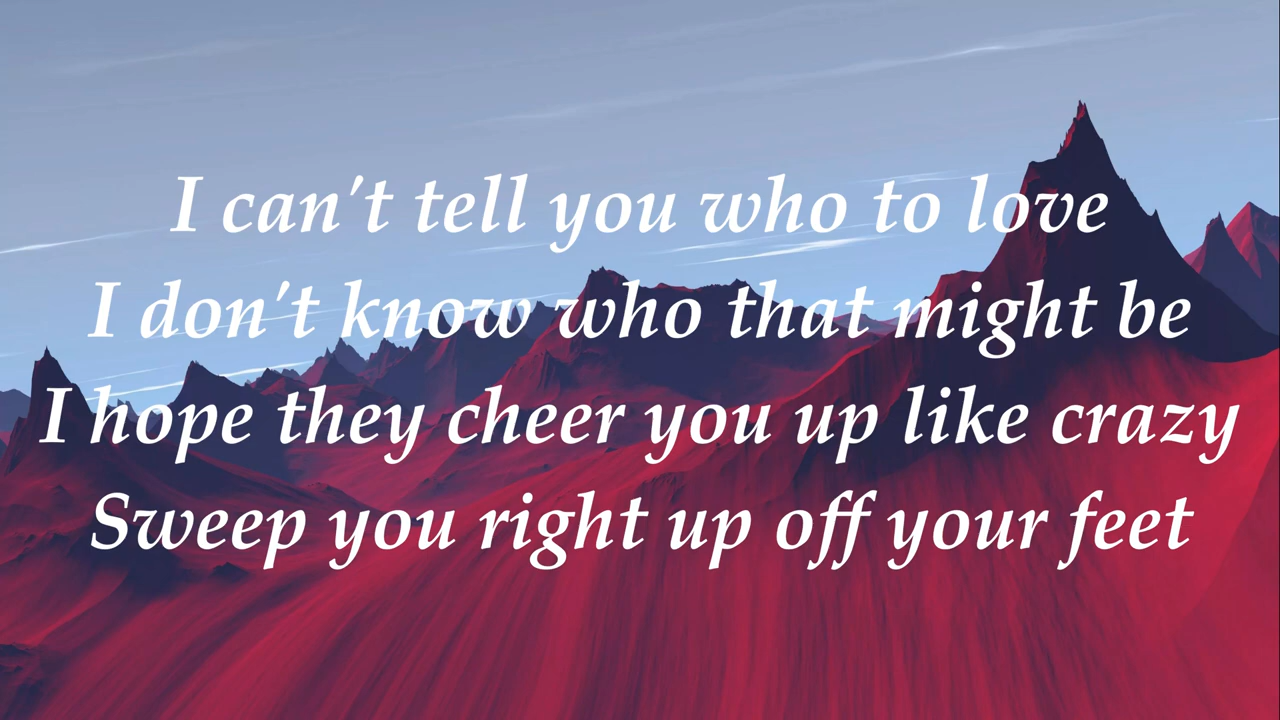 I can't tell you who to love
I don't know who that might be
I hope they cheer you up like crazy
Sweep you right up off your feet